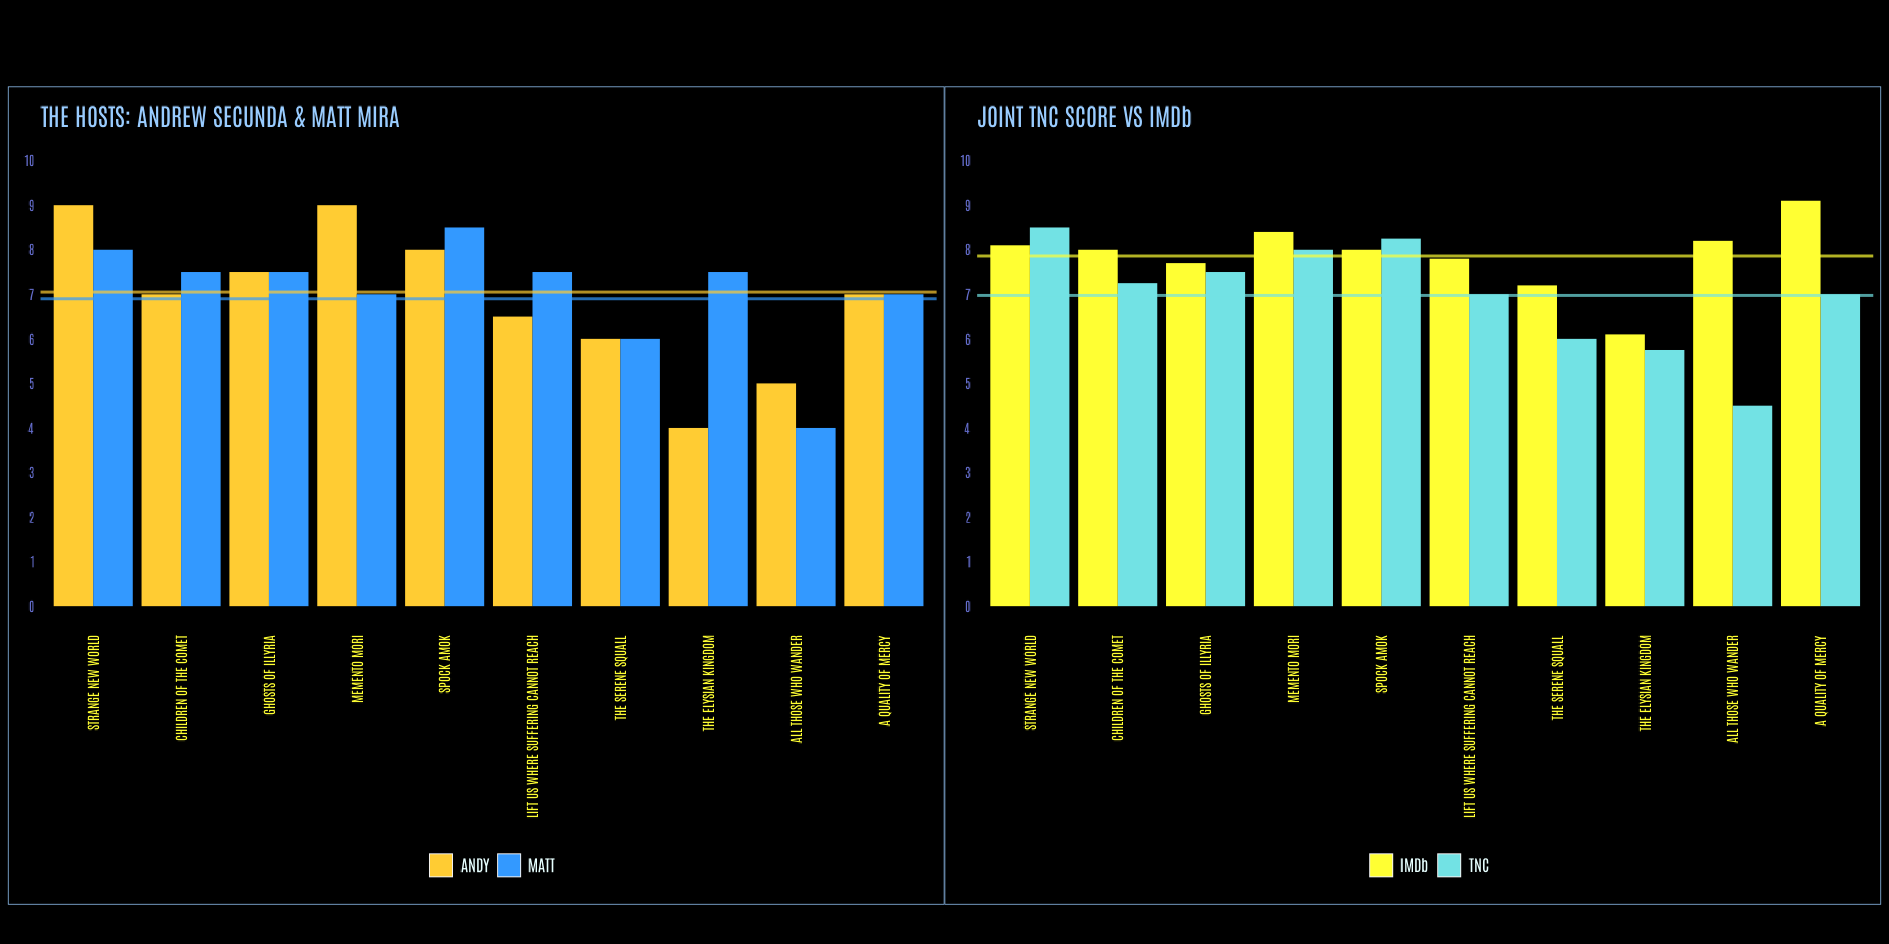 THE HOSTS: ANDREW SECUNDA & MATT MIRA
10
9
8
7
6
5
4
3
2
1
0
STRANGE NEW WORLD
CHILDREN OF THE COMET
GHOSTS OF ILLYRIA
MEMENTO MORI
SPOCK AMOK
LIFT US WHERE SUFFERING CANNOT REACH
THE SERENE SQUALL
THE ELYSIAN KINGDOM
ALL THOSE WHO WANDER
A QUALITY OF MERCY
ANDY
MATT
JOINT TNC SCORE VS IMDb
10
9
8
7
6
5
4
3
2
1
0
STRANGE NEW WORLD
CHILDREN OF THE COMET
GHOSTS OF ILLYRIA
MEMENTO MORI
SPOCK AMOK
LIFT US WHERE SUFFERING CANNOT REACH
THE SERENE SQUALL
THE ELYSIAN KINGDOM
ALL THOSE WHO WANDER
A QUALITY OF MERCY
IMDb
TNC